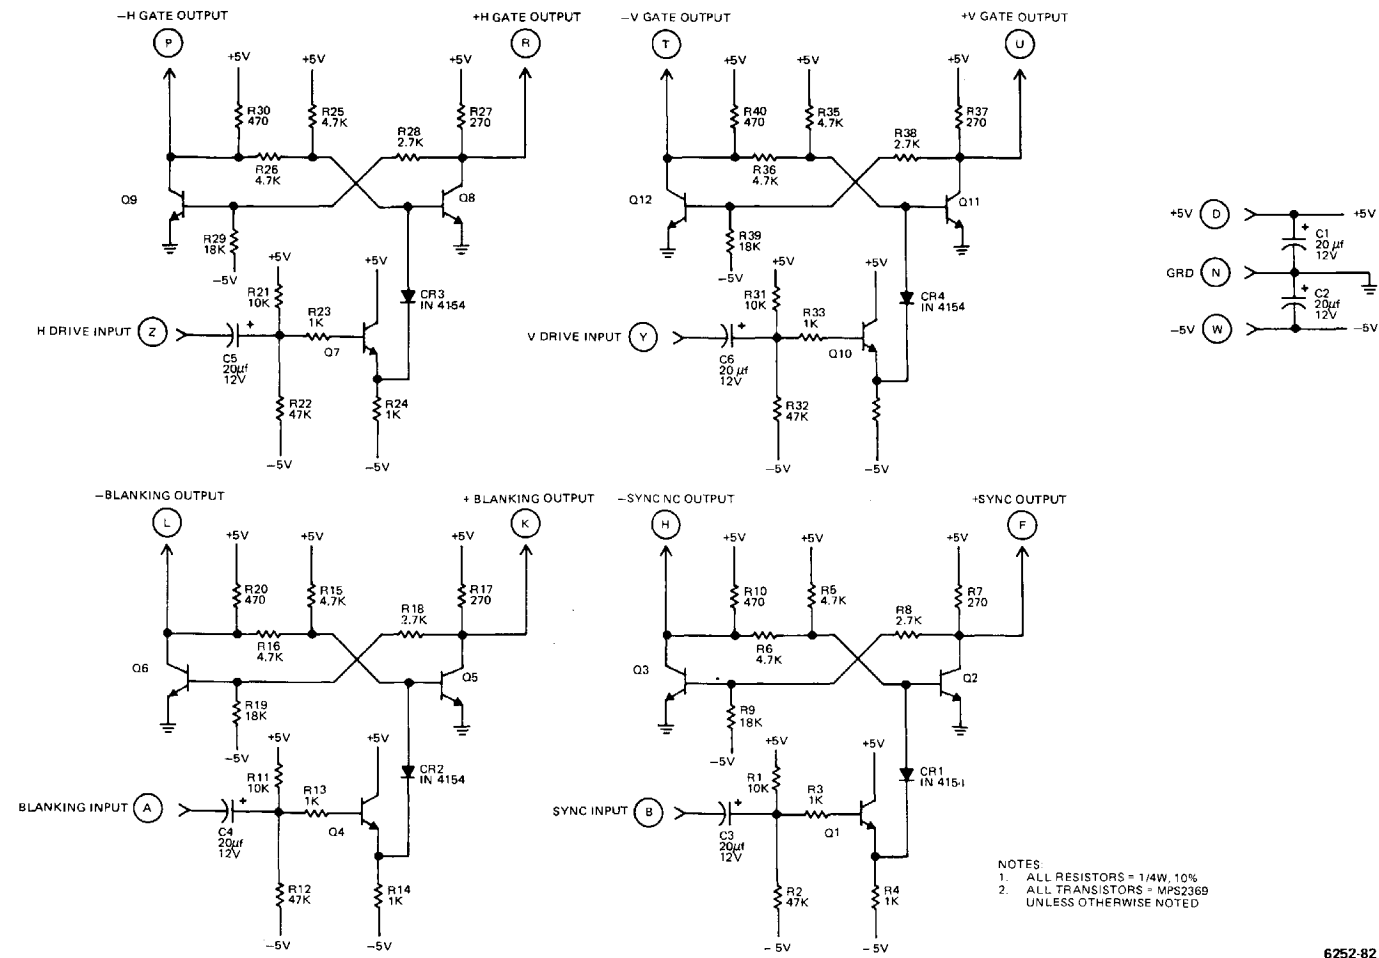 −H GATE OUTPUT
P
+H GATE OUTPUT
R
+5V
+5V
+5V
R30
470
R25
4.7K
R27
270
R28
2.7K
R26
4.7K
Q9
Q8
R29
18K
−5V
+5V
+5V
R21
10K
R23
1K
CR3
IN 4154
H DRIVE INPUT
Z
C5
20µf
12V
+
Q7
R22
47K
R24
1K
−5V
−5V
−V GATE OUTPUT
T
+V GATE OUTPUT
U
+5V
+5V
+5V
R40
470
R35
4.7K
R37
270
R38
2.7K
R36
4.7K
Q12
Q11
R39
18K
−5V
+5V
+5V
R31
10K
R33
1K
CR4
IN 4154
V DRIVE INPUT
Y
C6
20µf
12V
+
Q10
R32
47K
−5V
−5V
+5V
D
+5V
+
C1
20 µf
12V
GRD
N
+
C2
20µf
12V
−5V
W
−5V
−BLANKING OUTPUT
L
+ BLANKING OUTPUT
K
+5V
+5V
+5V
R20
470
R15
4.7K
R17
270
R18
2.7K
R16
4.7K
Q6
Q5
R19
18K
−5V
+5V
+5V
R11
10K
R13
1K
CR2
IN 4154
BLANKING INPUT
A
C4
20µf
12V
+
Q4
R12
47K
R14
1K
−5V
−5V
−SYNC NC OUTPUT
H
+SYNC OUTPUT
F
+5V
+5V
+5V
R10
470
R5
4.7K
R7
270
R8
2.7K
R6
4.7K
Q3
Q2
R9
18K
−5V
+5V
+5V
R1
10K
R3
1K
CR1
IN 4154
SYNC INPUT
B
C3
20µf
12V
+
Q1
R2
47K
R4
1K
−5V
−5V
NOTES:
1. ALL RESISTORS = 1/4W, 10%
2. ALL TRANSISTORS = MPS2369
UNLESS OTHERWISE NOTED
6252-82